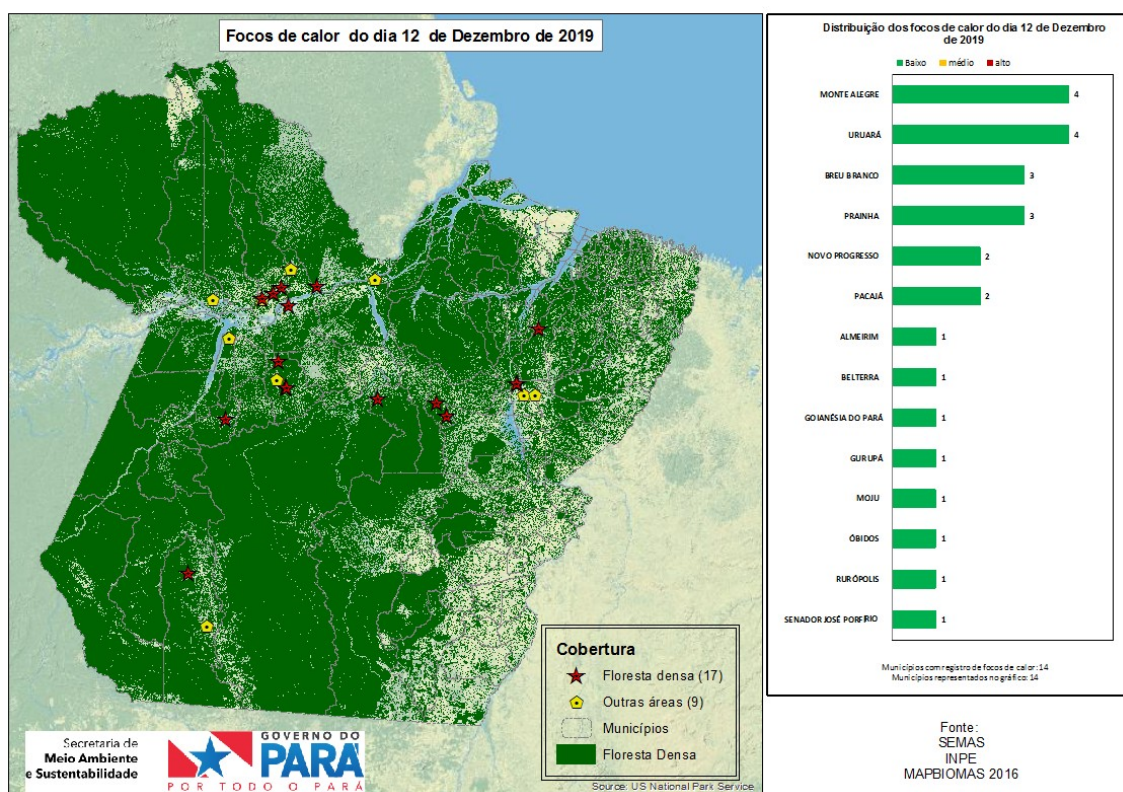 Focos de calor do dia 12 de Dezembro de 2019
Cobertura
Floresta densa (17)
Outras áreas (9)
Municípios
Floresta Densa
Source: US National Park Service
Secretaria de
Meio Ambiente
e Sustentabilidade
GOVERNO DO
PARÁ
POR TODO O PARÁ
Distribuição dos focos de calor do dia 12 de Dezembro
de 2019
Baixo médio alto
MONTE ALEGRE 4
URUARÁ 4
BREU BRANCO 3
PRAINHA 3
NOVO PROGRESSO 2
PACAJÁ 2
ALMEIRIM 1
BELTERRA 1
GOIANÉSIA DO PARÁ 1
GURUPÁ 1
MOJU 1
ÓBIDOS 1
RURÓPOLIS 1
SENADOR JOSÉ PORFÍRIO 1
Municípios com registro de focos de calor: 14
Municípios representados no gráfico: 14
Fonte:
SEMAS
INPE
MAPBIOMAS 2016